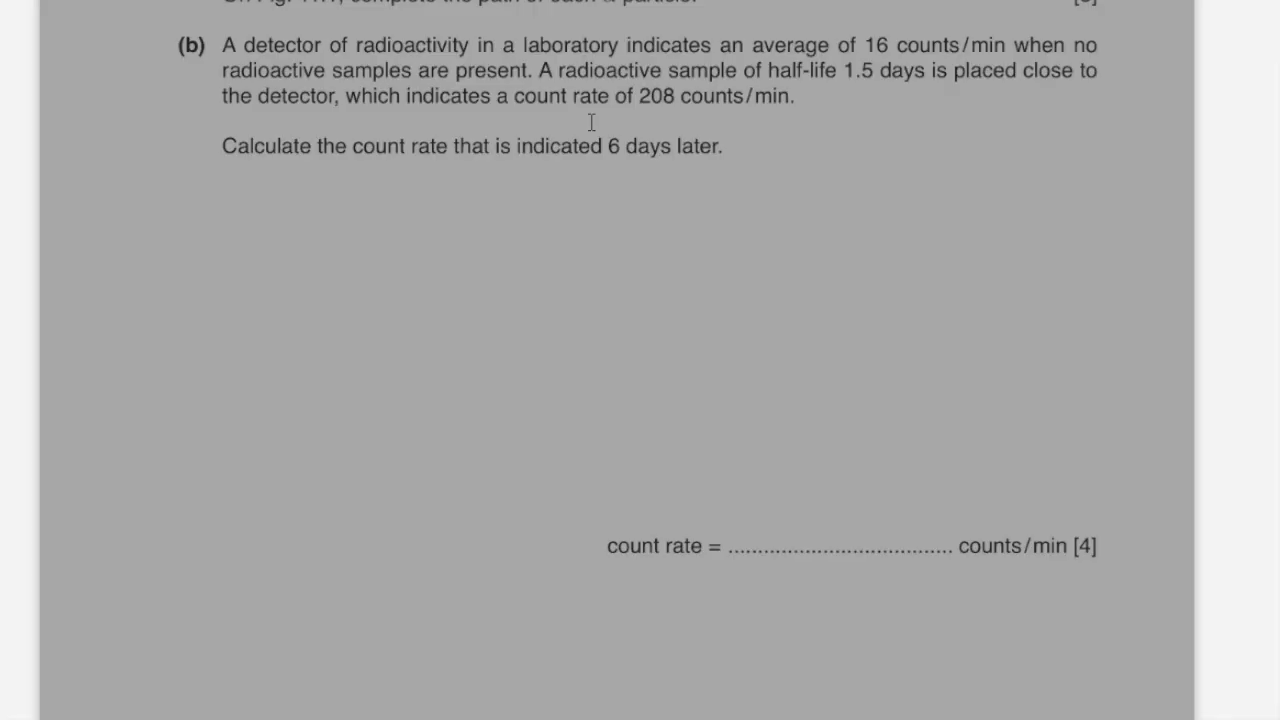 (b) A detector of radioactivity in a laboratory indicates an average of 16 counts/min when no
radioactive samples are present. A radioactive sample of half-life 1.5 days is placed close to
the detector, which indicates a count rate of 208 counts/min.
Calculate the count rate that is indicated 6 days later.
count rate = ...................................... counts/min [4]